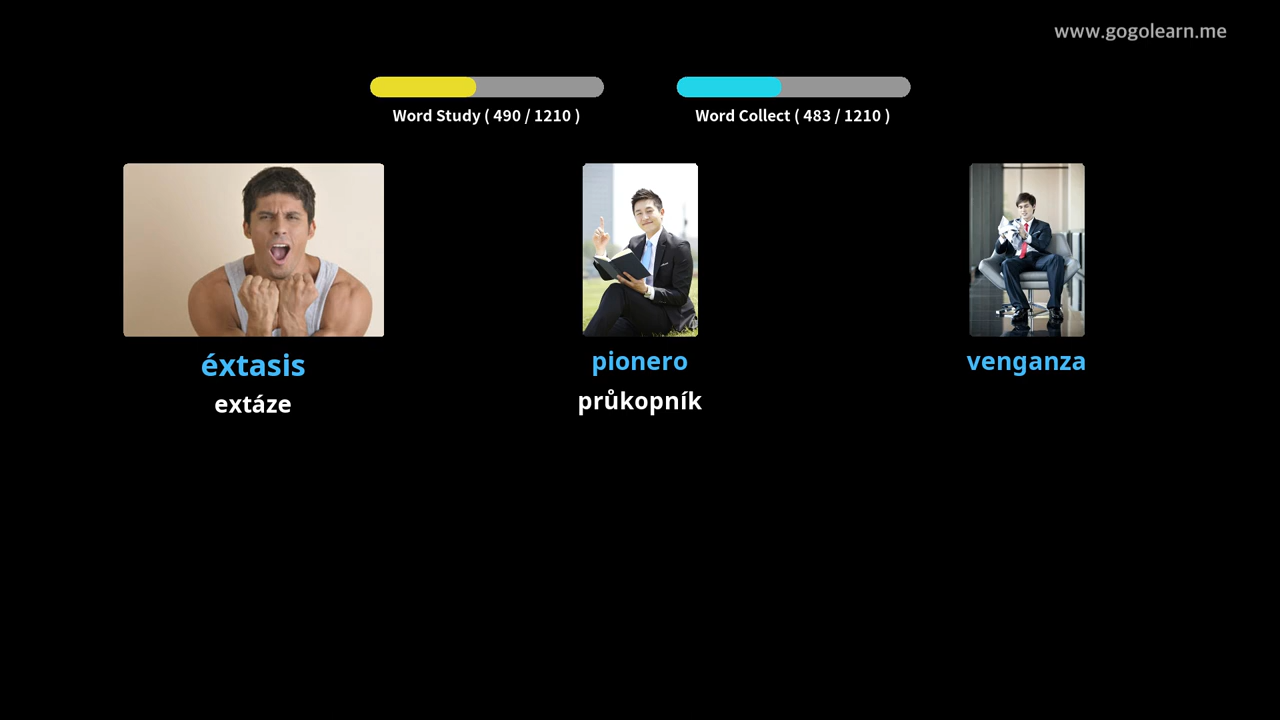 www.gogolearn.me
Word Study ( 490 / 1210 )
Word Collect ( 483 / 1210 )
éxtasis
pionero
venganza
extáze
průkopník